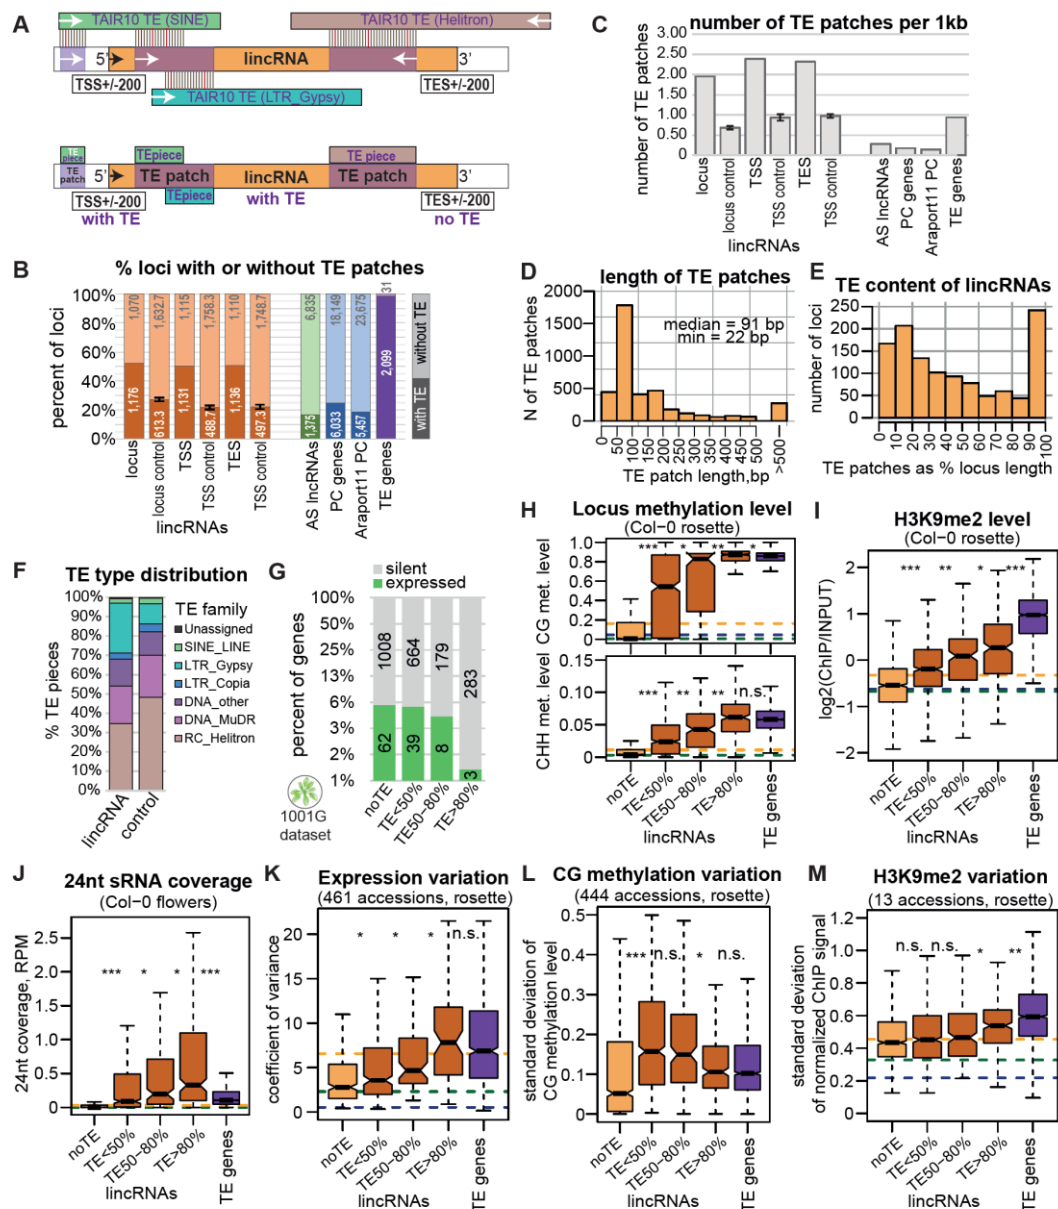 A
TAIR10 TE (SINE)
TAIR10 TE (Helitron)
5'
lincRNA
3'
TSS+/-200
TES+/-200
TAIR10 TE (LTR_Gypsy)
TE piece
TEpiece
TE piece
TE patch
5'
TE patch
lincRNA
TE patch
3'
TSS+/-200
TEpiece
with TE
TES+/-200
with TE
no TE
B
% loci with or without TE patches
percent of loci
100%
80%
60%
40%
20%
0%
1,070
1,632.7
1,115
1,758.3
1,110
1,748.7
6,835
18,149
23,675
31
1,176
613.3
1,131
488.7
1,136
497.3
1,375
6,033
5,457
2,099
without TE
with TE
locus
locus control
TSS
TSS control
TES
TSS control
AS lncRNAs
PC genes
Araport11 PC
TE genes
lincRNAs
C
number of TE patches per 1kb
number of TE patches
3.00
2.50
2.00
1.50
1.00
0.50
0
locus
locus control
TSS
TSS control
TES
TSS control
AS lncRNAs
PC genes
Araport11 PC
TE genes
lincRNAs
D
length of TE patches
N of TE patches
2000
1500
1000
500
0
median = 91 bp
min = 22 bp
0
50
100
150
200
250
300
350
400
450
500
>500
TE patch length,bp
E
TE content of lincRNAs
number of loci
250
200
150
100
50
0
0
10
20
30
40
50
60
70
80
90
100
TE patches as % locus length
F
TE type distribution
% TE pieces
100%
90%
80%
70%
60%
50%
40%
30%
20%
10%
0%
TE family
Unassigned
SINE_LINE
LTR_Gypsy
LTR_Copia
DNA_other
DNA_MuDR
RC_Helitron
lincRNA
control
G
silent
expressed
percent of genes
100%
50%
25%
13%
6%
3%
2%
1%
1008
664
179
283
62
39
8
3
1001G
dataset
noTE
TE<50%
TE50-80%
TE>80%
lincRNAs
H
Locus methylation level
(Col-0 rosette)
CG met. level
1.0
0.8
0.6
0.4
0.2
0
*** * ** *
CHH met. level
0.15
0.10
0.05
0.00
*** ** ** n.s.
noTE
TE<50%
TE50-80%
TE>80%
TE genes
lincRNAs
I
H3K9me2 level
(Col-0 rosette)
log2(ChIP/INPUT)
2
1
0
−1
−2
*** ** * ***
noTE
TE<50%
TE50-80%
TE>80%
TE genes
lincRNAs
J
24nt sRNA coverage
(Col-0 flowers)
24nt coverage, RPM
2.5
2.0
1.5
1.0
0.5
0
*** * * ***
noTE
TE<50%
TE50−80%
TE>80%
TE genes
lincRNAs
K
Expression variation
(461 accessions, rosette)
coefficient of variance
20
15
10
5
0
* * * n.s.
noTE
TE<50%
TE50−80%
TE>80%
TE genes
lincRNAs
L
CG methylation variation
(444 accessions, rosette)
standard deviation of
CG methylation level
0.5
0.4
0.3
0.2
0.1
0
*** n.s. * n.s.
noTE
TE<50%
TE50−80%
TE>80%
TE genes
lincRNAs
M
H3K9me2 variation
(13 accessions, rosette)
standard deviation
of normalized ChIP signal
1.2
1.0
0.8
0.6
0.4
0.2
0
n.s. n.s. * **
noTE
TE<50%
TE50−80%
TE>80%
TE genes
lincRNAs